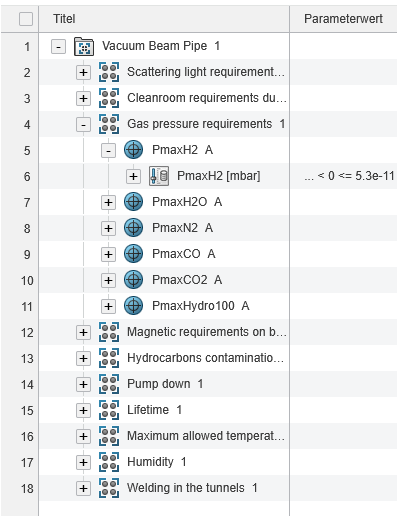 Titel Parameterwert
1 Vacuum Beam Pipe 1
2 Scattering light requirement...
3 Cleanroom requirements du...
4 Gas pressure requirements 1
5 PmaxH2 A
6 PmaxH2 [mbar] ... < 0 <= 5.3e-11
7 PmaxH2O A
8 PmaxN2 A
9 PmaxCO A
10 PmaxCO2 A
11 PmaxHydro100 A
12 Magnetic requirements on b...
13 Hydrocarbons contaminatio...
14 Pump down 1
15 Lifetime 1
16 Maximum allowed temperat...
17 Humidity 1
18 Welding in the tunnels 1